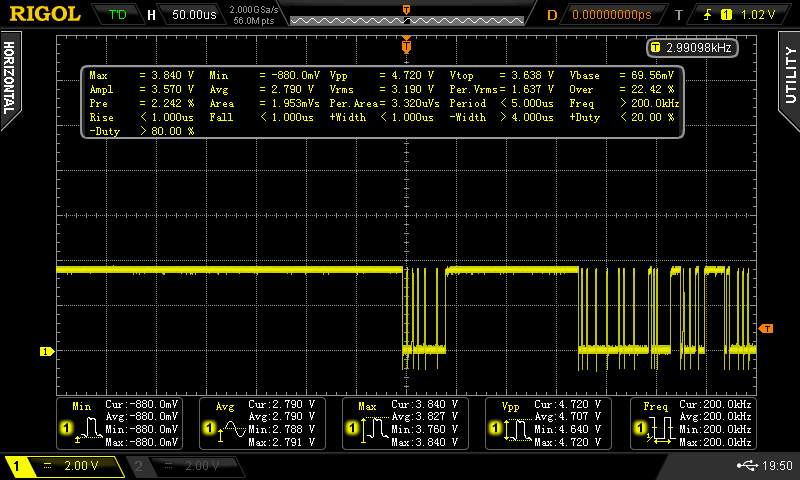 RIGOL T'D H 50.00us 2.000GSa/s 56.0M pts D 0.00000000ps T 1 1.02 V
HORIZONTAL
UTILITY
T 2.99098kHz
Max = 3.840 V Min = -880.0mV Vpp = 4.720 V Vtop = 3.638 V Vbase = 69.56mV
Ampl = 3.570 V Avg = 2.790 V Vrms = 3.190 V Per.Vrms= 1.637 V Over = 22.42 %
Pre = 2.242 % Area = 1.953mVs Per.Area= 3.320uVs Period < 5.000us Freq > 200.0kHz
Rise < 1.000us Fall < 1.000us +Width < 1.000us -Width > 4.000us +Duty < 20.00 %
-Duty > 80.00 %
T
1
T
Min Cur:-880.0mV
Avg:-880.0mV
1 Min:-880.0mV
Max:-880.0mV
Avg Cur:2.790 V
Avg:2.790 V
1 Min:2.788 V
Max:2.791 V
Max Cur:3.840 V
Avg:3.827 V
1 Min:3.760 V
Max:3.840 V
Vpp Cur:4.720 V
Avg:4.707 V
1 Min:4.640 V
Max:4.720 V
Freq Cur:200.0kHz
Avg:200.0kHz
1 Min:200.0kHz
Max:200.0kHz
1 = 2.00 V 2 = 2.00 V 19:50